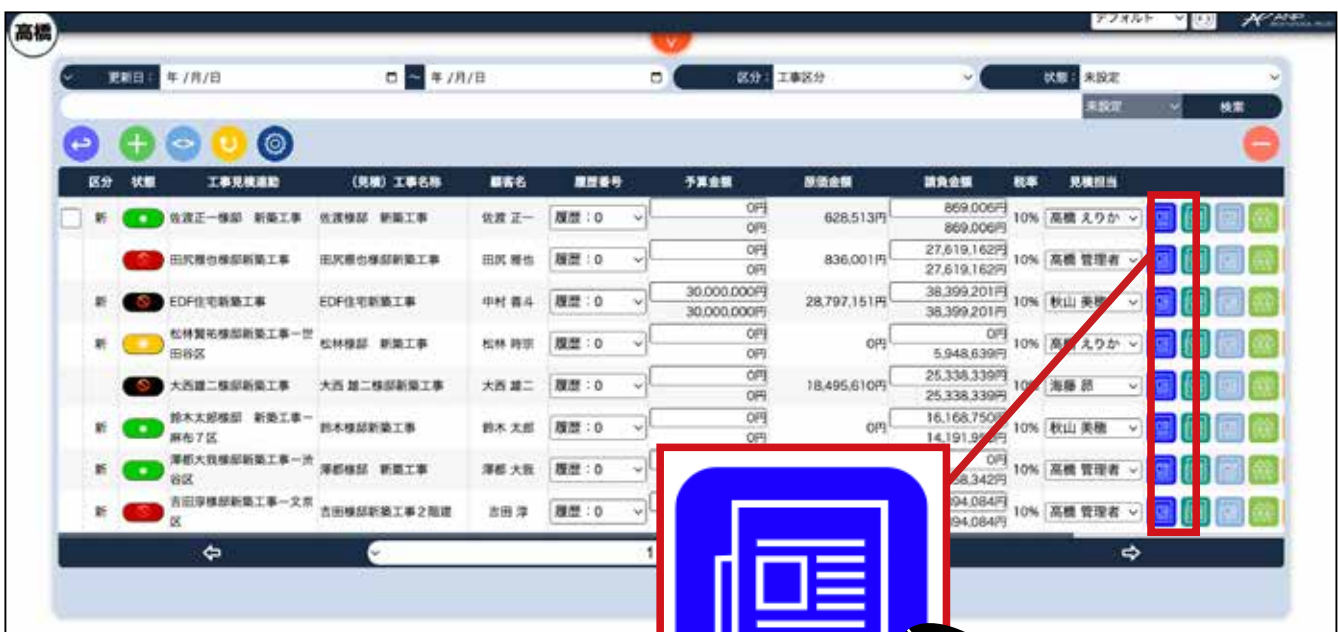 高橋
デフォルト
ANP
更新日： 年 /月/日 ～ 年 /月/日 区分： 工事区分 状態： 未設定
未設定 検索
区分 状態 工事見積連動 （見積）工事名称 顧客名 履歴番号 予算金額 原価金額 請負金額 税率 見積担当
新 佐渡正一様邸 新築工事 佐渡様邸 新築工事 佐渡 正一 履歴：0 0円 0円 628,513円 869,006円 869,006円 10% 高橋 えりか
田尻雅也様邸新築工事 田尻雅也様邸新築工事 田尻 雅也 履歴：0 0円 0円 836,001円 27,619,162円 27,619,162円 10% 高橋 管理者
新 EDF住宅新築工事 EDF住宅新築工事 中村 義斗 履歴：0 30,000,000円 30,000,000円 28,797,151円 38,399,201円 38,399,201円 10% 秋山 美穂
新 松林賢祐様邸新築工事ー世田谷区 松林様邸 新築工事 松林 時宗 履歴：0 0円 0円 0円 0円 5,948,639円 10% 高橋 えりか
大西雄二様邸新築工事 大西 雄二様邸新築工事 大西 雄二 履歴：0 0円 0円 18,495,610円 25,338,339円 25,338,339円 10% 海藤 昴
新 鈴木太郎様邸 新築工事ー麻布７区 鈴木様邸新築工事 鈴木 太郎 履歴：0 0円 0円 0円 16,168,750円 10% 秋山 美穂
新 澤都大我様邸新築工事ー渋谷区 澤都様邸 新築工事 澤都 大我 履歴：0 0円 10% 高橋 管理者
新 吉田淳様邸新築工事ー文京区 吉田様邸新築工事２階建 吉田 淳 履歴：0 10% 高橋 管理者
1